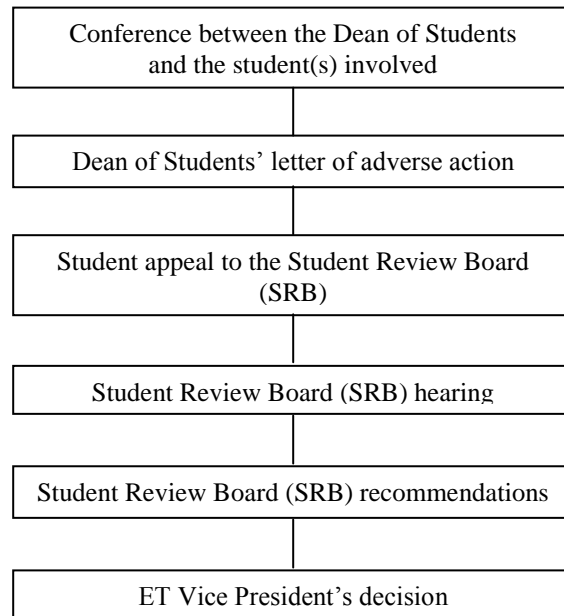 Conference between the Dean of Students
and the student(s) involved
Dean of Students’ letter of adverse action
Student appeal to the Student Review Board
(SRB)
Student Review Board (SRB) hearing
Student Review Board (SRB) recommendations
ET Vice President’s decision